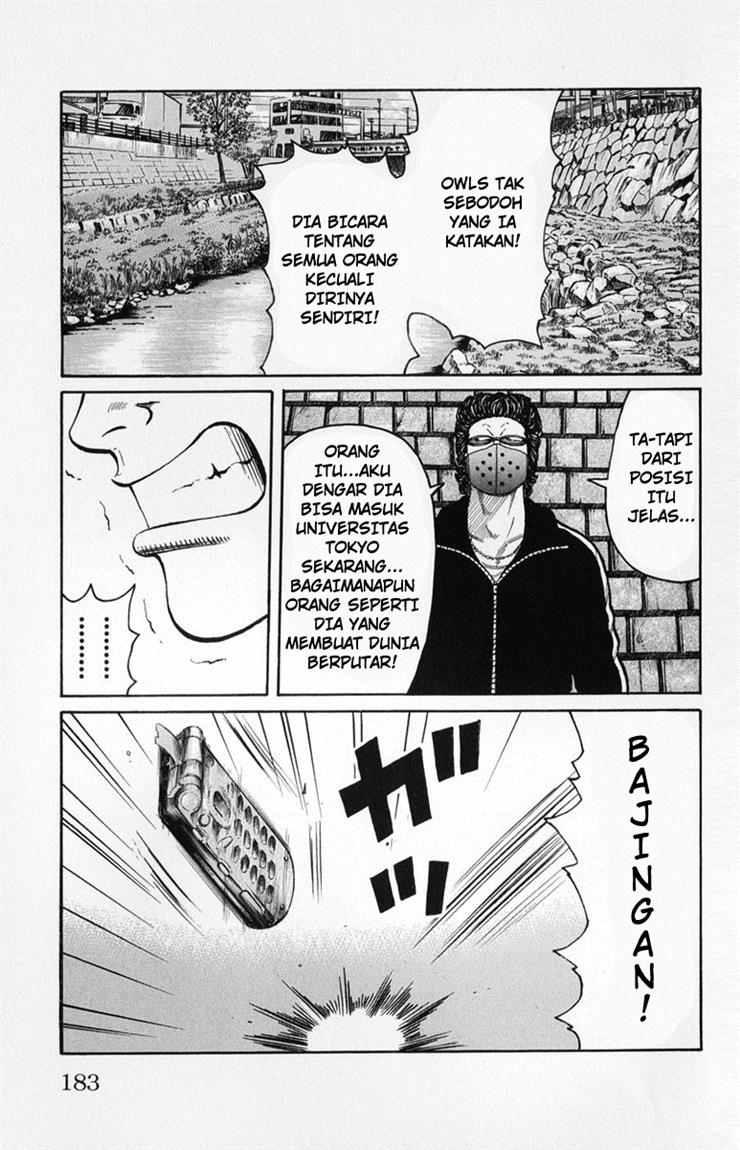 OWLS TAK
SEBODOH
YANG IA
KATAKAN!
DIA BICARA
TENTANG
SEMUA ORANG
KECUALI
DIRINYA
SENDIRI!
TA-TAPI
DARI
POSISI
ITU
JELAS...
ORANG
ITU...AKU
DENGAR DIA
BISA MASUK
UNIVERSITAS
TOKYO
SEKARANG...
BAGAIMANAPUN
ORANG SEPERTI
DIA YANG
MEMBUAT DUNIA
BERPUTAR!
..........
BAJINGAN!
ガッ
ッ
183